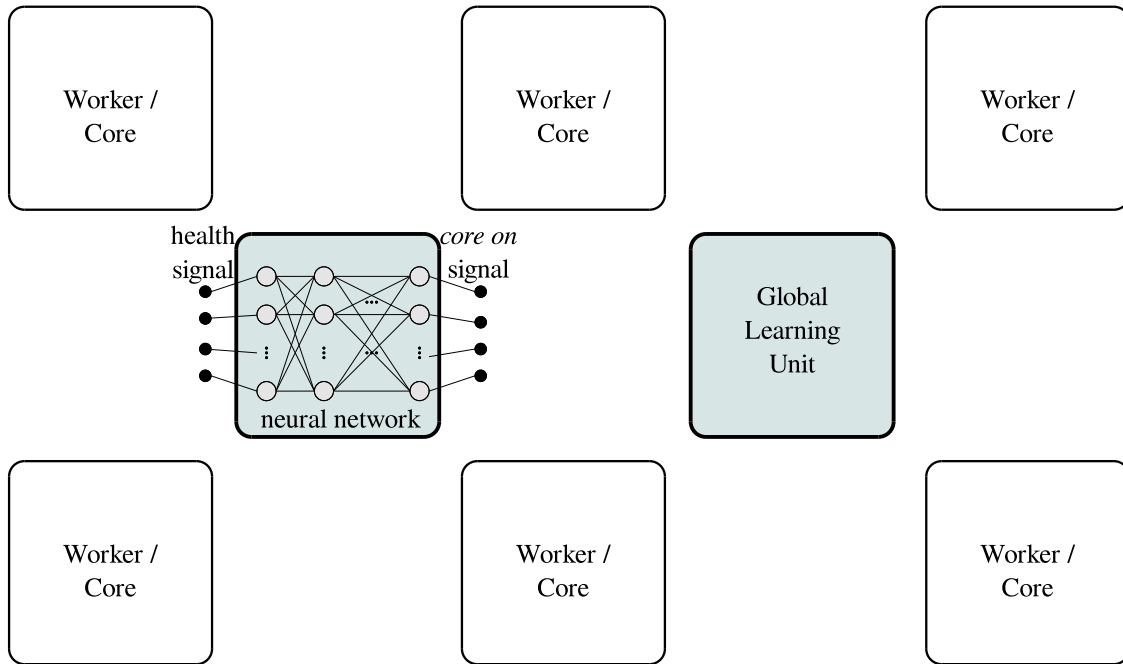 Worker /
Core
Worker /
Core
Worker /
Core
health
signal
core on
signal
neural network
Global
Learning
Unit
Worker /
Core
Worker /
Core
Worker /
Core